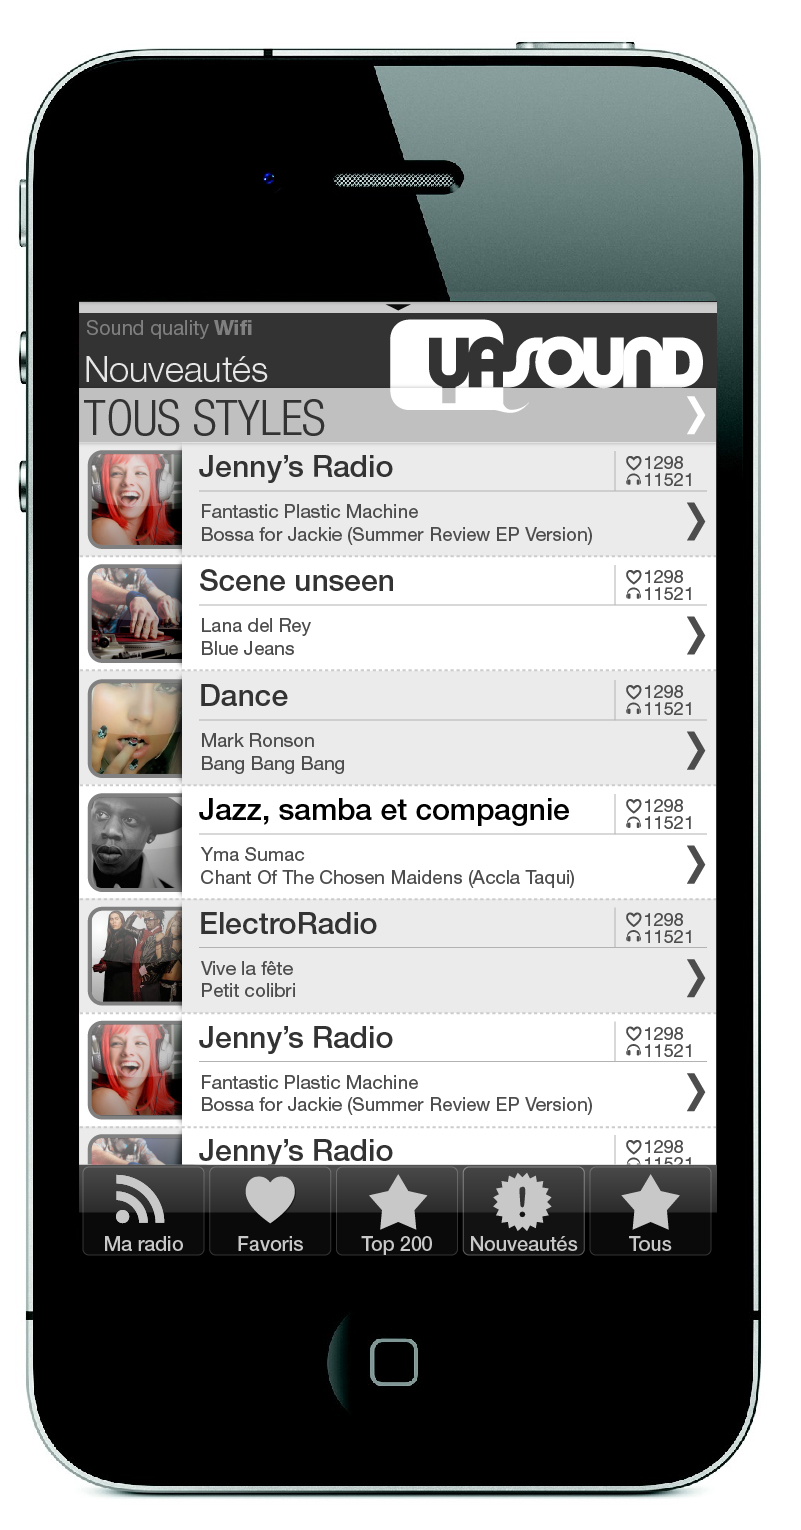 Sound quality Wifi
Nouveautés
YASOUND
TOUS STYLES
Jenny’s Radio
1298
11521
Fantastic Plastic Machine
Bossa for Jackie (Summer Review EP Version)
Scene unseen
1298
11521
Lana del Rey
Blue Jeans
Dance
1298
11521
Mark Ronson
Bang Bang Bang
Jazz, samba et compagnie
1298
11521
Yma Sumac
Chant Of The Chosen Maidens (Accla Taqui)
ElectroRadio
1298
11521
Vive la fête
Petit colibri
Jenny’s Radio
1298
11521
Fantastic Plastic Machine
Bossa for Jackie (Summer Review EP Version)
Jenny’s Radio
1298
11521
Ma radio
Favoris
Top 200
Nouveautés
Tous